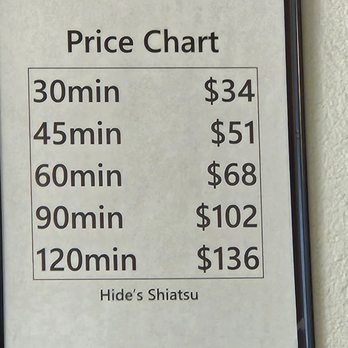 Price Chart
30min $34
45min $51
60min $68
90min $102
120min $136
Hide's Shiatsu